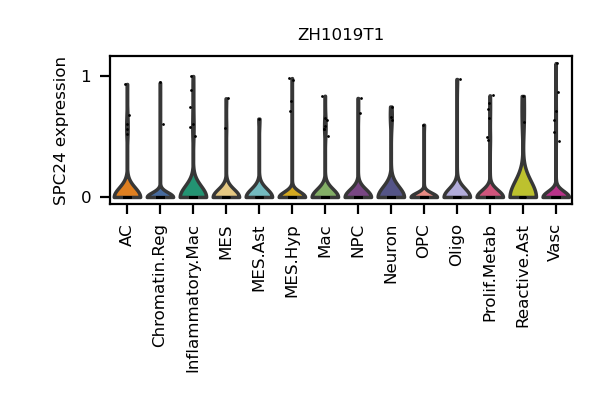 ZH1019T1
SPC24 expression
1
0
AC
Chromatin.Reg
Inflammatory.Mac
MES
MES.Ast
MES.Hyp
Mac
NPC
Neuron
OPC
Oligo
Prolif.Metab
Reactive.Ast
Vasc